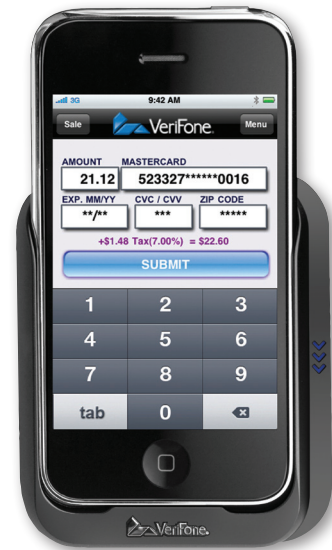 3G 9:42 AM
Sale VeriFone. Menu
AMOUNT MASTERCARD
21.12 523327******0016
EXP. MM/YY CVC / CVV ZIP CODE
**/** *** *****
+$1.48 Tax(7.00%) = $22.60
SUBMIT
1 2 3
4 5 6
7 8 9
tab 0
VeriFone.